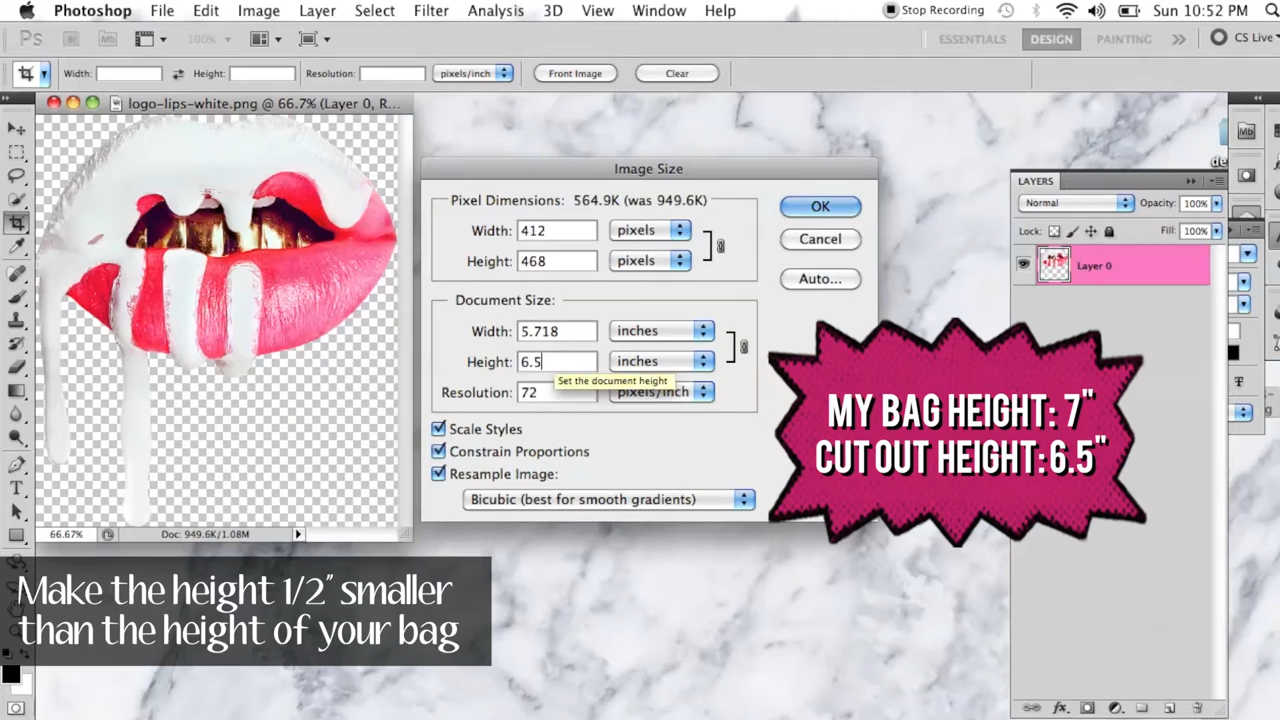 Photoshop File Edit Image Layer Select Filter Analysis 3D View Window Help Stop Recording Sun 10:52 PM
Ps Br Mb 100% ESSENTIALS DESIGN PAINTING CS Live
Width: Height: Resolution: pixels/inch Front Image Clear
logo-lips-white.png @ 66.7% (Layer 0, R...
Image Size
Pixel Dimensions: 564.9K (was 949.6K)
Width: 412 pixels
Height: 468 pixels
OK
Cancel
Auto...
Document Size:
Width: 5.718 inches
Height: 6.5 inches
Set the document height
Resolution: 72 pixels/inch
Scale Styles
Constrain Proportions
Resample Image:
Bicubic (best for smooth gradients)
Mb
de
LAYERS
Normal Opacity: 100%
Lock: Fill: 100%
Layer 0
MY BAG HEIGHT: 7"
CUT OUT HEIGHT: 6.5"
66.67% Doc: 949.6K/1.08M
Make the height 1/2" smaller
than the height of your bag